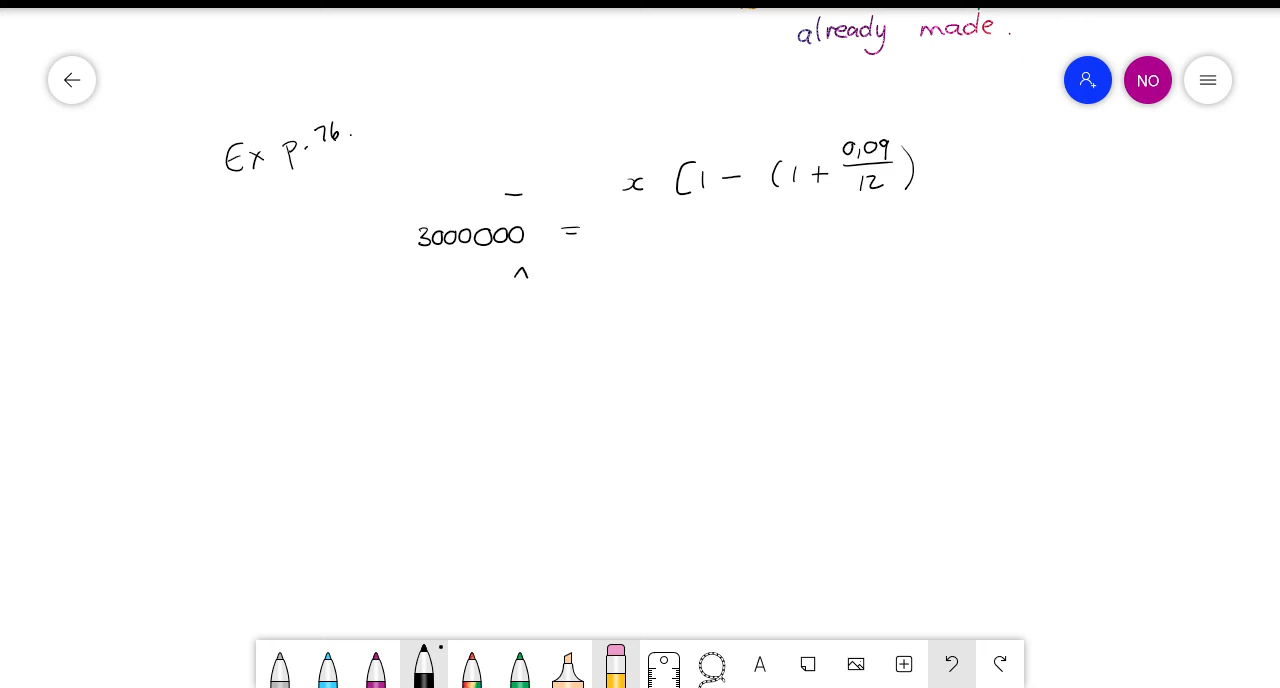 already made.
NO
Ex p. 76.
x [1 - (1 + 0,09/12)
-
3000000 =
^
A